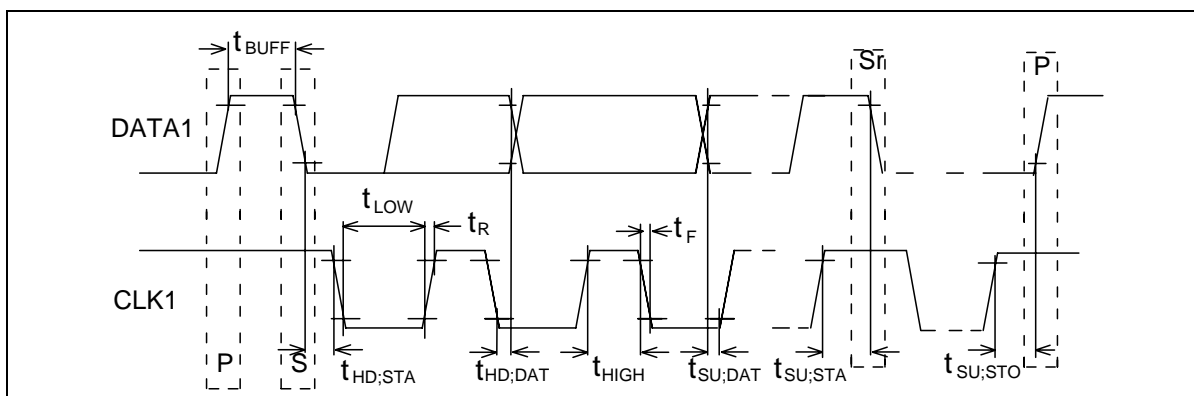 tBUFF
Sr
P
DATA1
tLOW
tR
tF
CLK1
P
S
tHD;STA
tHD;DAT
tHIGH
tSU;DAT
tSU;STA
tSU;STO